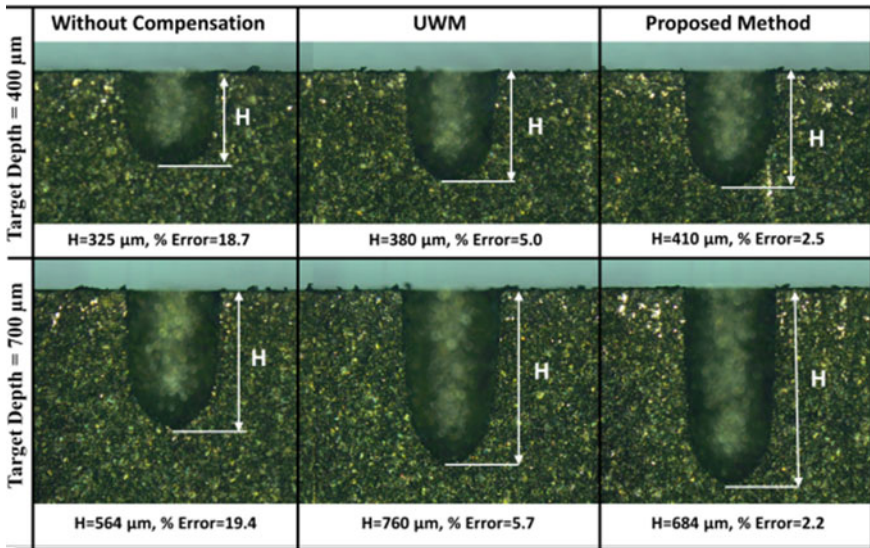 Without Compensation UWM Proposed Method
Target Depth = 400 µm
H H H
H=325 µm, % Error=18.7 H=380 µm, % Error=5.0 H=410 µm, % Error=2.5
Target Depth = 700 µm
H H H
H=564 µm, % Error=19.4 H=760 µm, % Error=5.7 H=684 µm, % Error=2.2